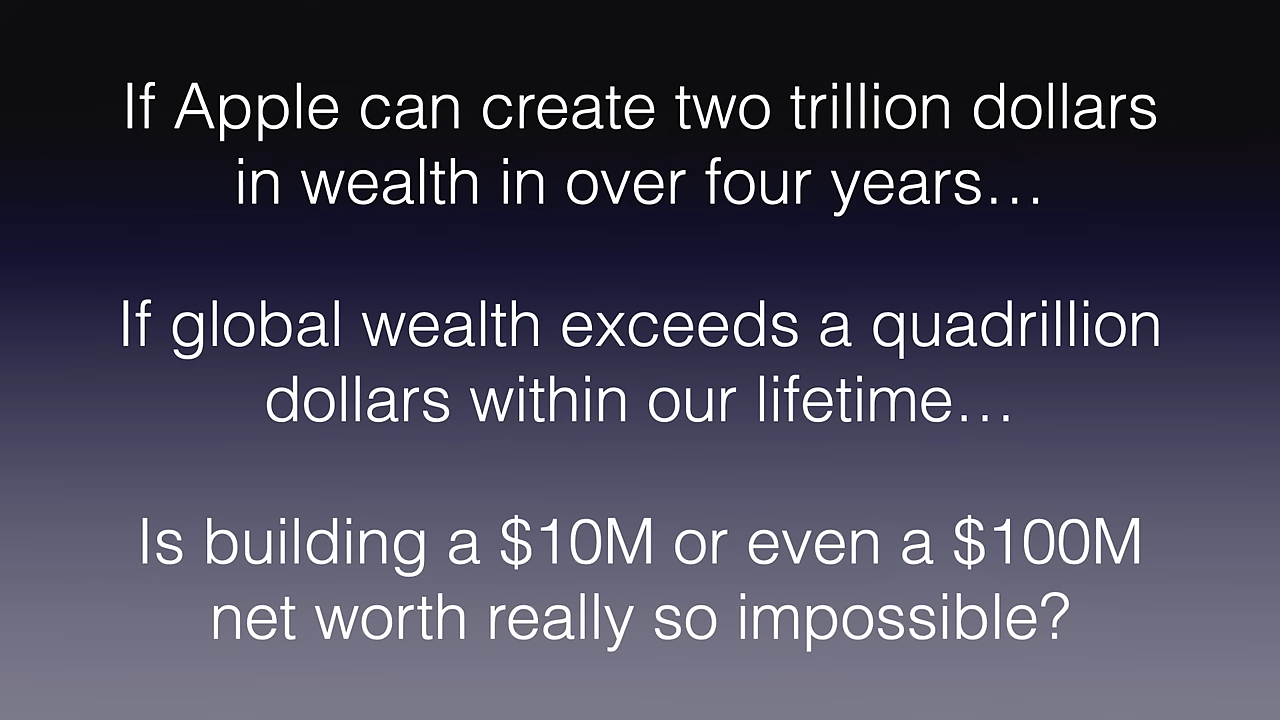 If Apple can create two trillion dollars
in wealth in over four years…
If global wealth exceeds a quadrillion
dollars within our lifetime…
Is building a $10M or even a $100M
net worth really so impossible?